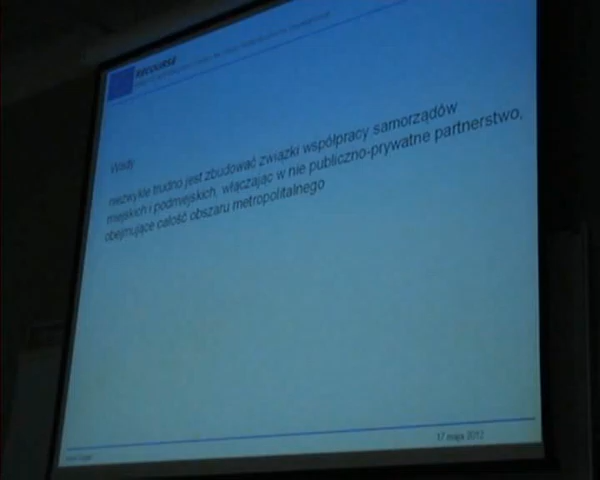 RECOURSE
Wady
niezwykle trudno jest zbudować związki współpracy samorządów
miejskich i podmiejskich, włączając w nie publiczno-prywatne partnerstwo,
obejmujące całość obszaru metropolitalnego
17 maja 2012